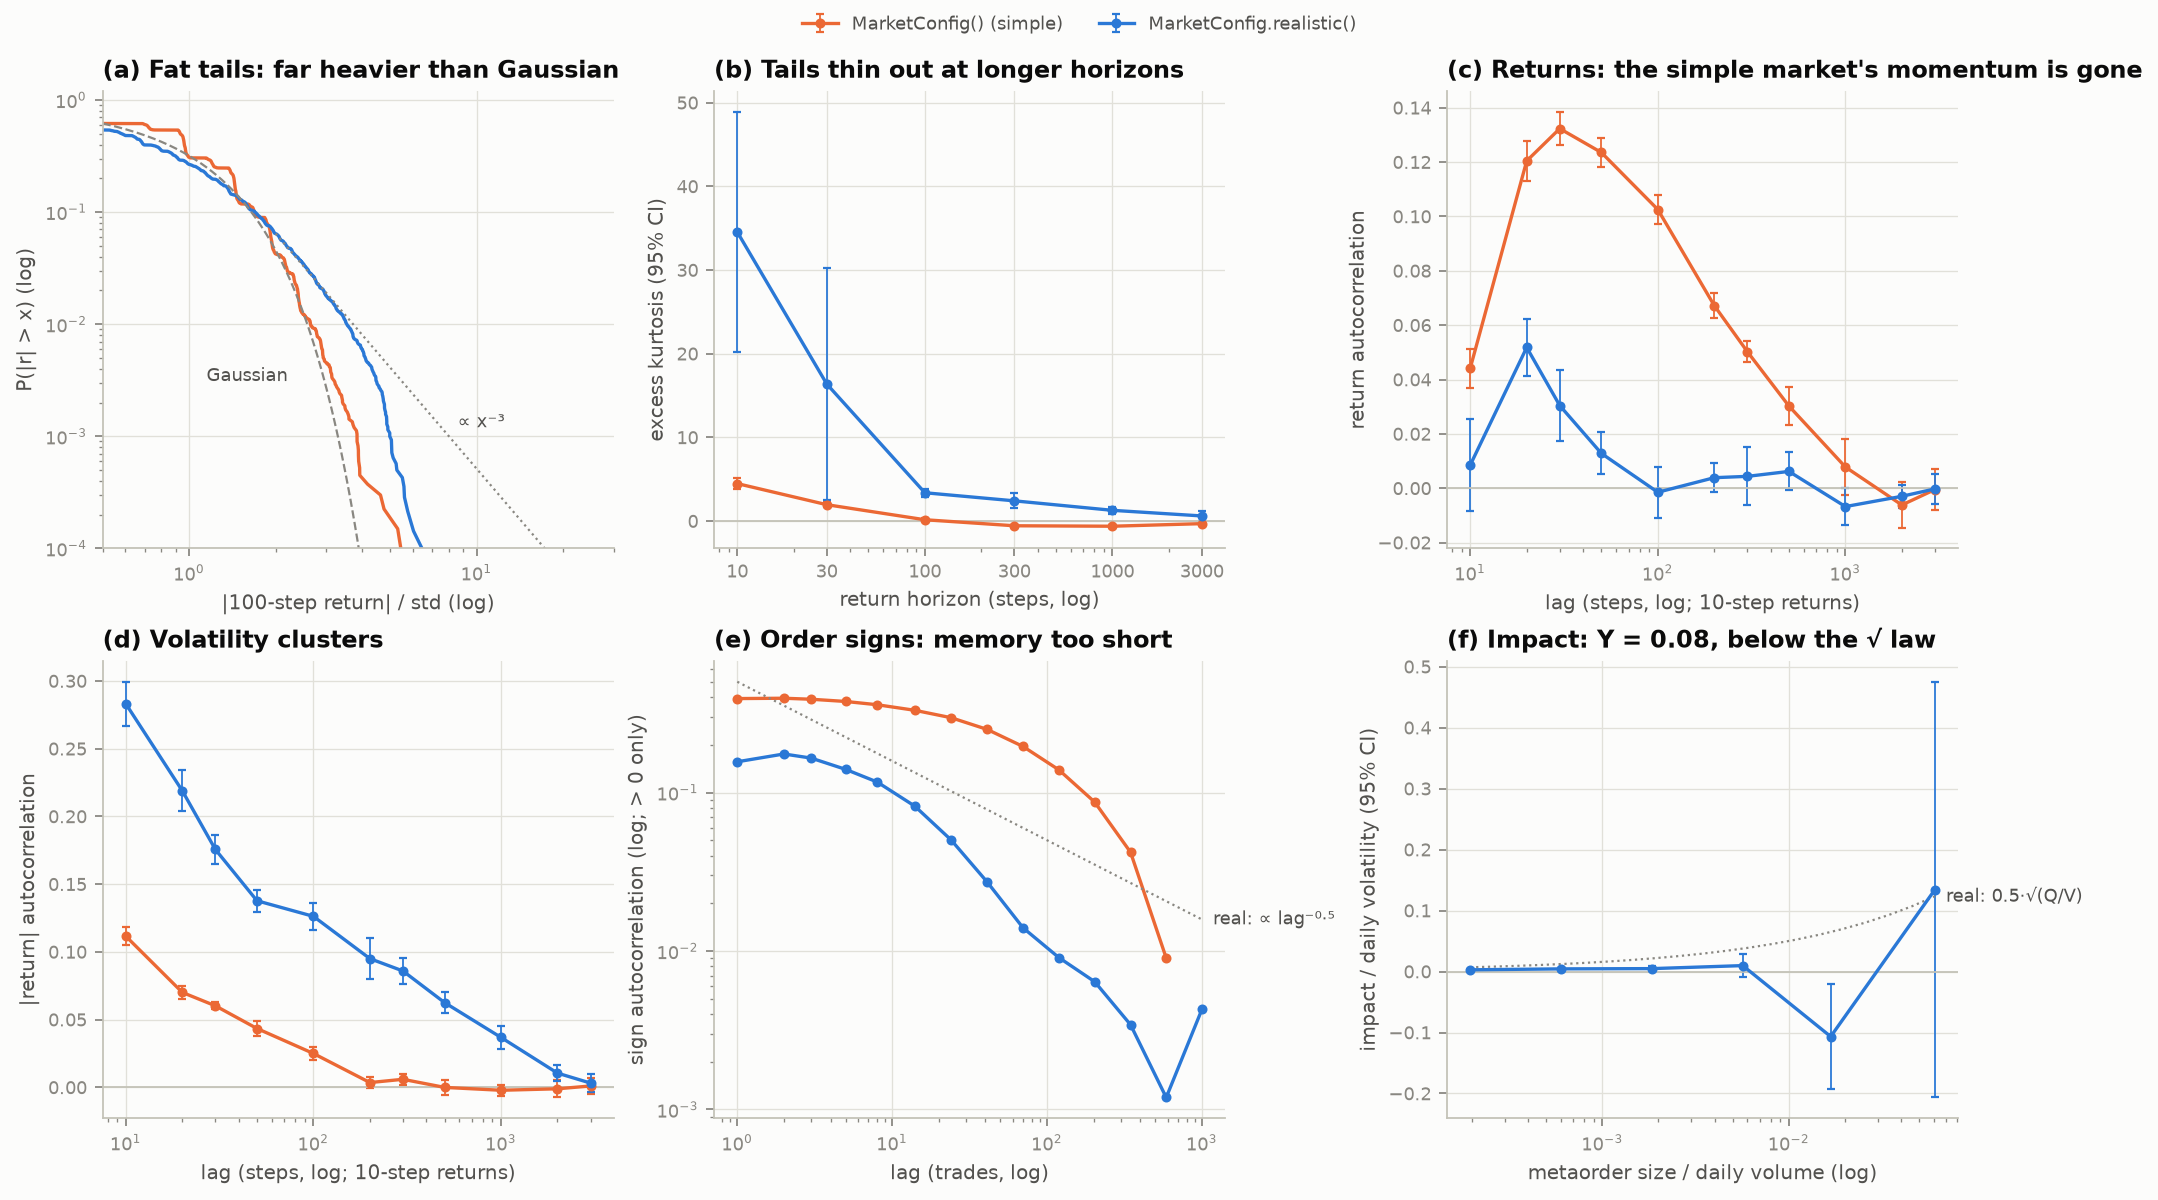 MarketConfig() (simple)
MarketConfig.realistic()
(a) Fat tails: far heavier than Gaussian
P(|r| > x) (log)
10⁰
10⁻¹
10⁻²
10⁻³
10⁻⁴
Gaussian
∝ x⁻³
10⁰
10¹
|100-step return| / std (log)
(b) Tails thin out at longer horizons
excess kurtosis (95% CI)
50
40
30
20
10
0
10
30
100
300
1000
3000
return horizon (steps, log)
(c) Returns: the simple market's momentum is gone
return autocorrelation
0.14
0.12
0.10
0.08
0.06
0.04
0.02
0.00
−0.02
10¹
10²
10³
lag (steps, log; 10-step returns)
(d) Volatility clusters
|return| autocorrelation
0.30
0.25
0.20
0.15
0.10
0.05
0.00
10¹
10²
10³
lag (steps, log; 10-step returns)
(e) Order signs: memory too short
sign autocorrelation (log; > 0 only)
10⁻¹
10⁻²
10⁻³
real: ∝ lag⁻⁰·⁵
10⁰
10¹
10²
10³
lag (trades, log)
(f) Impact: Y = 0.08, below the √ law
impact / daily volatility (95% CI)
0.5
0.4
0.3
0.2
0.1
0.0
−0.1
−0.2
real: 0.5·√(Q/V)
10⁻³
10⁻²
metaorder size / daily volume (log)